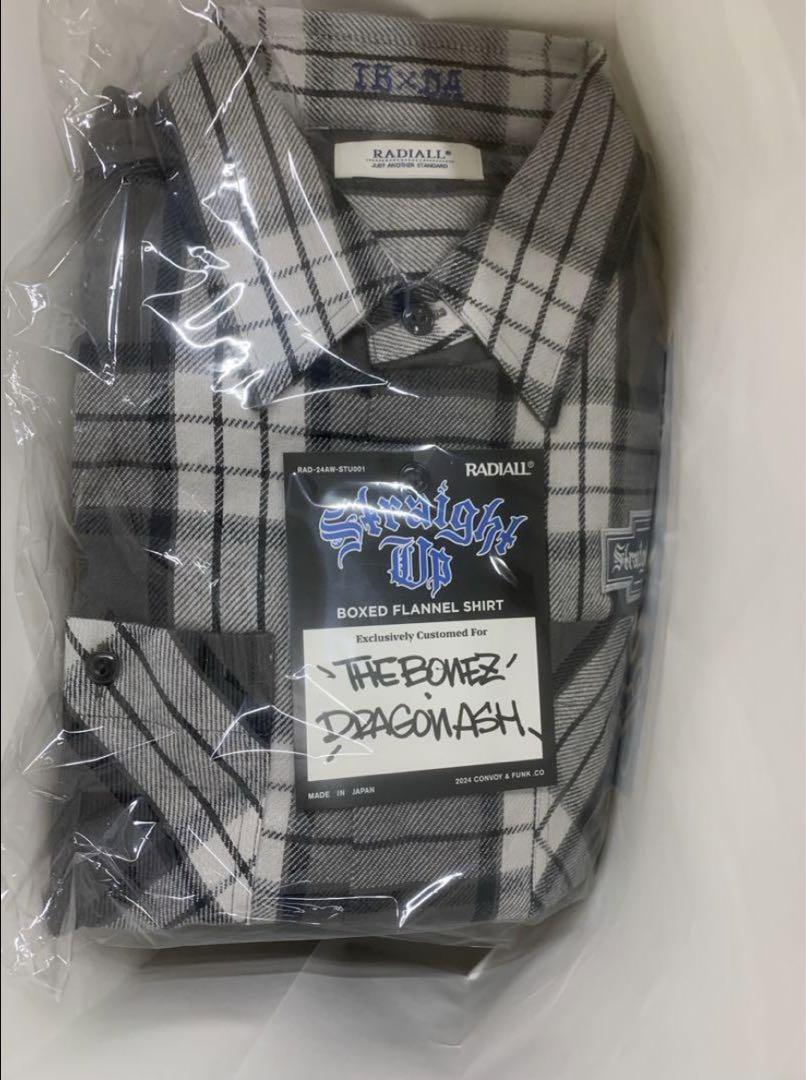 TB×DA
RADIALL®
JUST ANOTHER STANDARD
RAD-24AW-STU001
RADIALL®
Straight
Up
BOXED FLANNEL SHIRT
Exclusively Customed For
THE BONEZ
DRAGON ASH
MADE IN JAPAN
2024 CONVOY & FUNK .CO